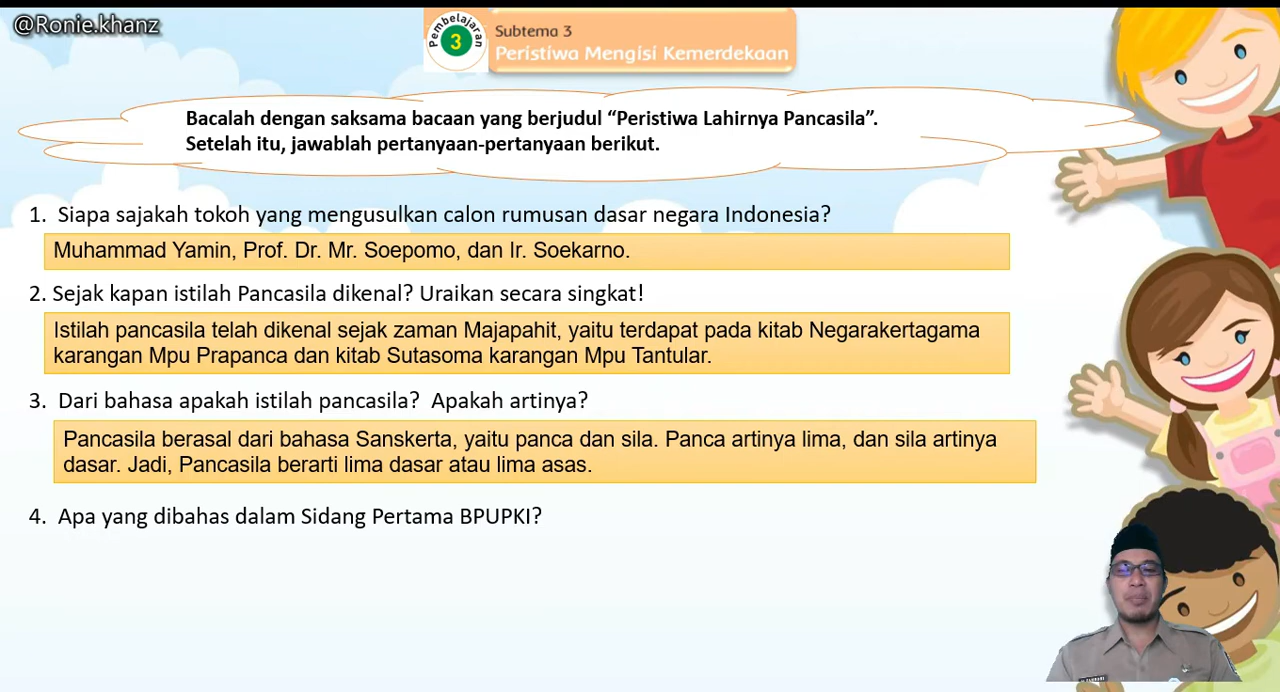 @Ronie.khanz
Pembelajaran
3
Subtema 3
Peristiwa Mengisi Kemerdekaan
Bacalah dengan saksama bacaan yang berjudul “Peristiwa Lahirnya Pancasila”.
Setelah itu, jawablah pertanyaan-pertanyaan berikut.
1. Siapa sajakah tokoh yang mengusulkan calon rumusan dasar negara Indonesia?
Muhammad Yamin, Prof. Dr. Mr. Soepomo, dan Ir. Soekarno.
2. Sejak kapan istilah Pancasila dikenal? Uraikan secara singkat!
Istilah pancasila telah dikenal sejak zaman Majapahit, yaitu terdapat pada kitab Negarakertagama
karangan Mpu Prapanca dan kitab Sutasoma karangan Mpu Tantular.
3. Dari bahasa apakah istilah pancasila? Apakah artinya?
Pancasila berasal dari bahasa Sanskerta, yaitu panca dan sila. Panca artinya lima, dan sila artinya
dasar. Jadi, Pancasila berarti lima dasar atau lima asas.
4. Apa yang dibahas dalam Sidang Pertama BPUPKI?